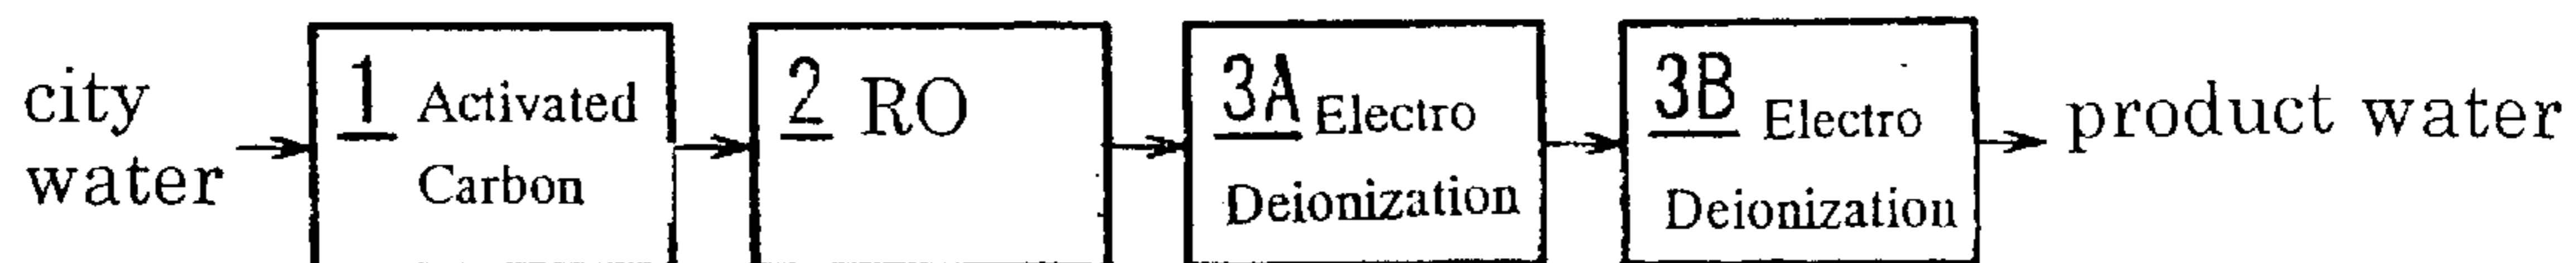 city
water
1 Activated
Carbon
2 RO
3A Electro
Deionization
3B Electro
Deionization
product water